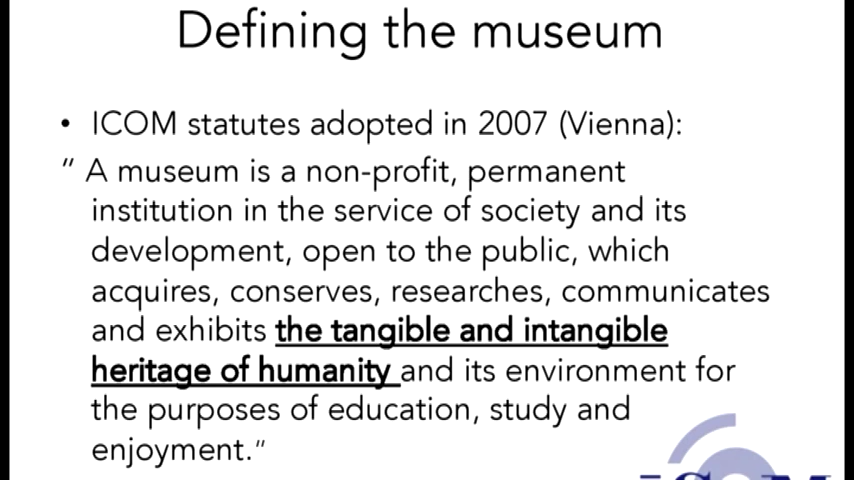 Defining the museum
• ICOM statutes adopted in 2007 (Vienna):
" A museum is a non-profit, permanent
institution in the service of society and its
development, open to the public, which
acquires, conserves, researches, communicates
and exhibits the tangible and intangible
heritage of humanity and its environment for
the purposes of education, study and
enjoyment."